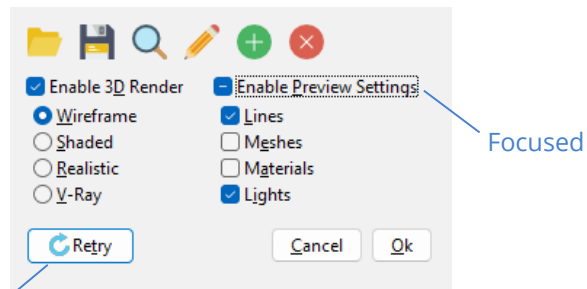 Enable 3D Render
Enable Preview Settings
Wireframe
Lines
Shaded
Meshes
Realistic
Materials
V-Ray
Lights
Focused
Retry
Cancel
Ok